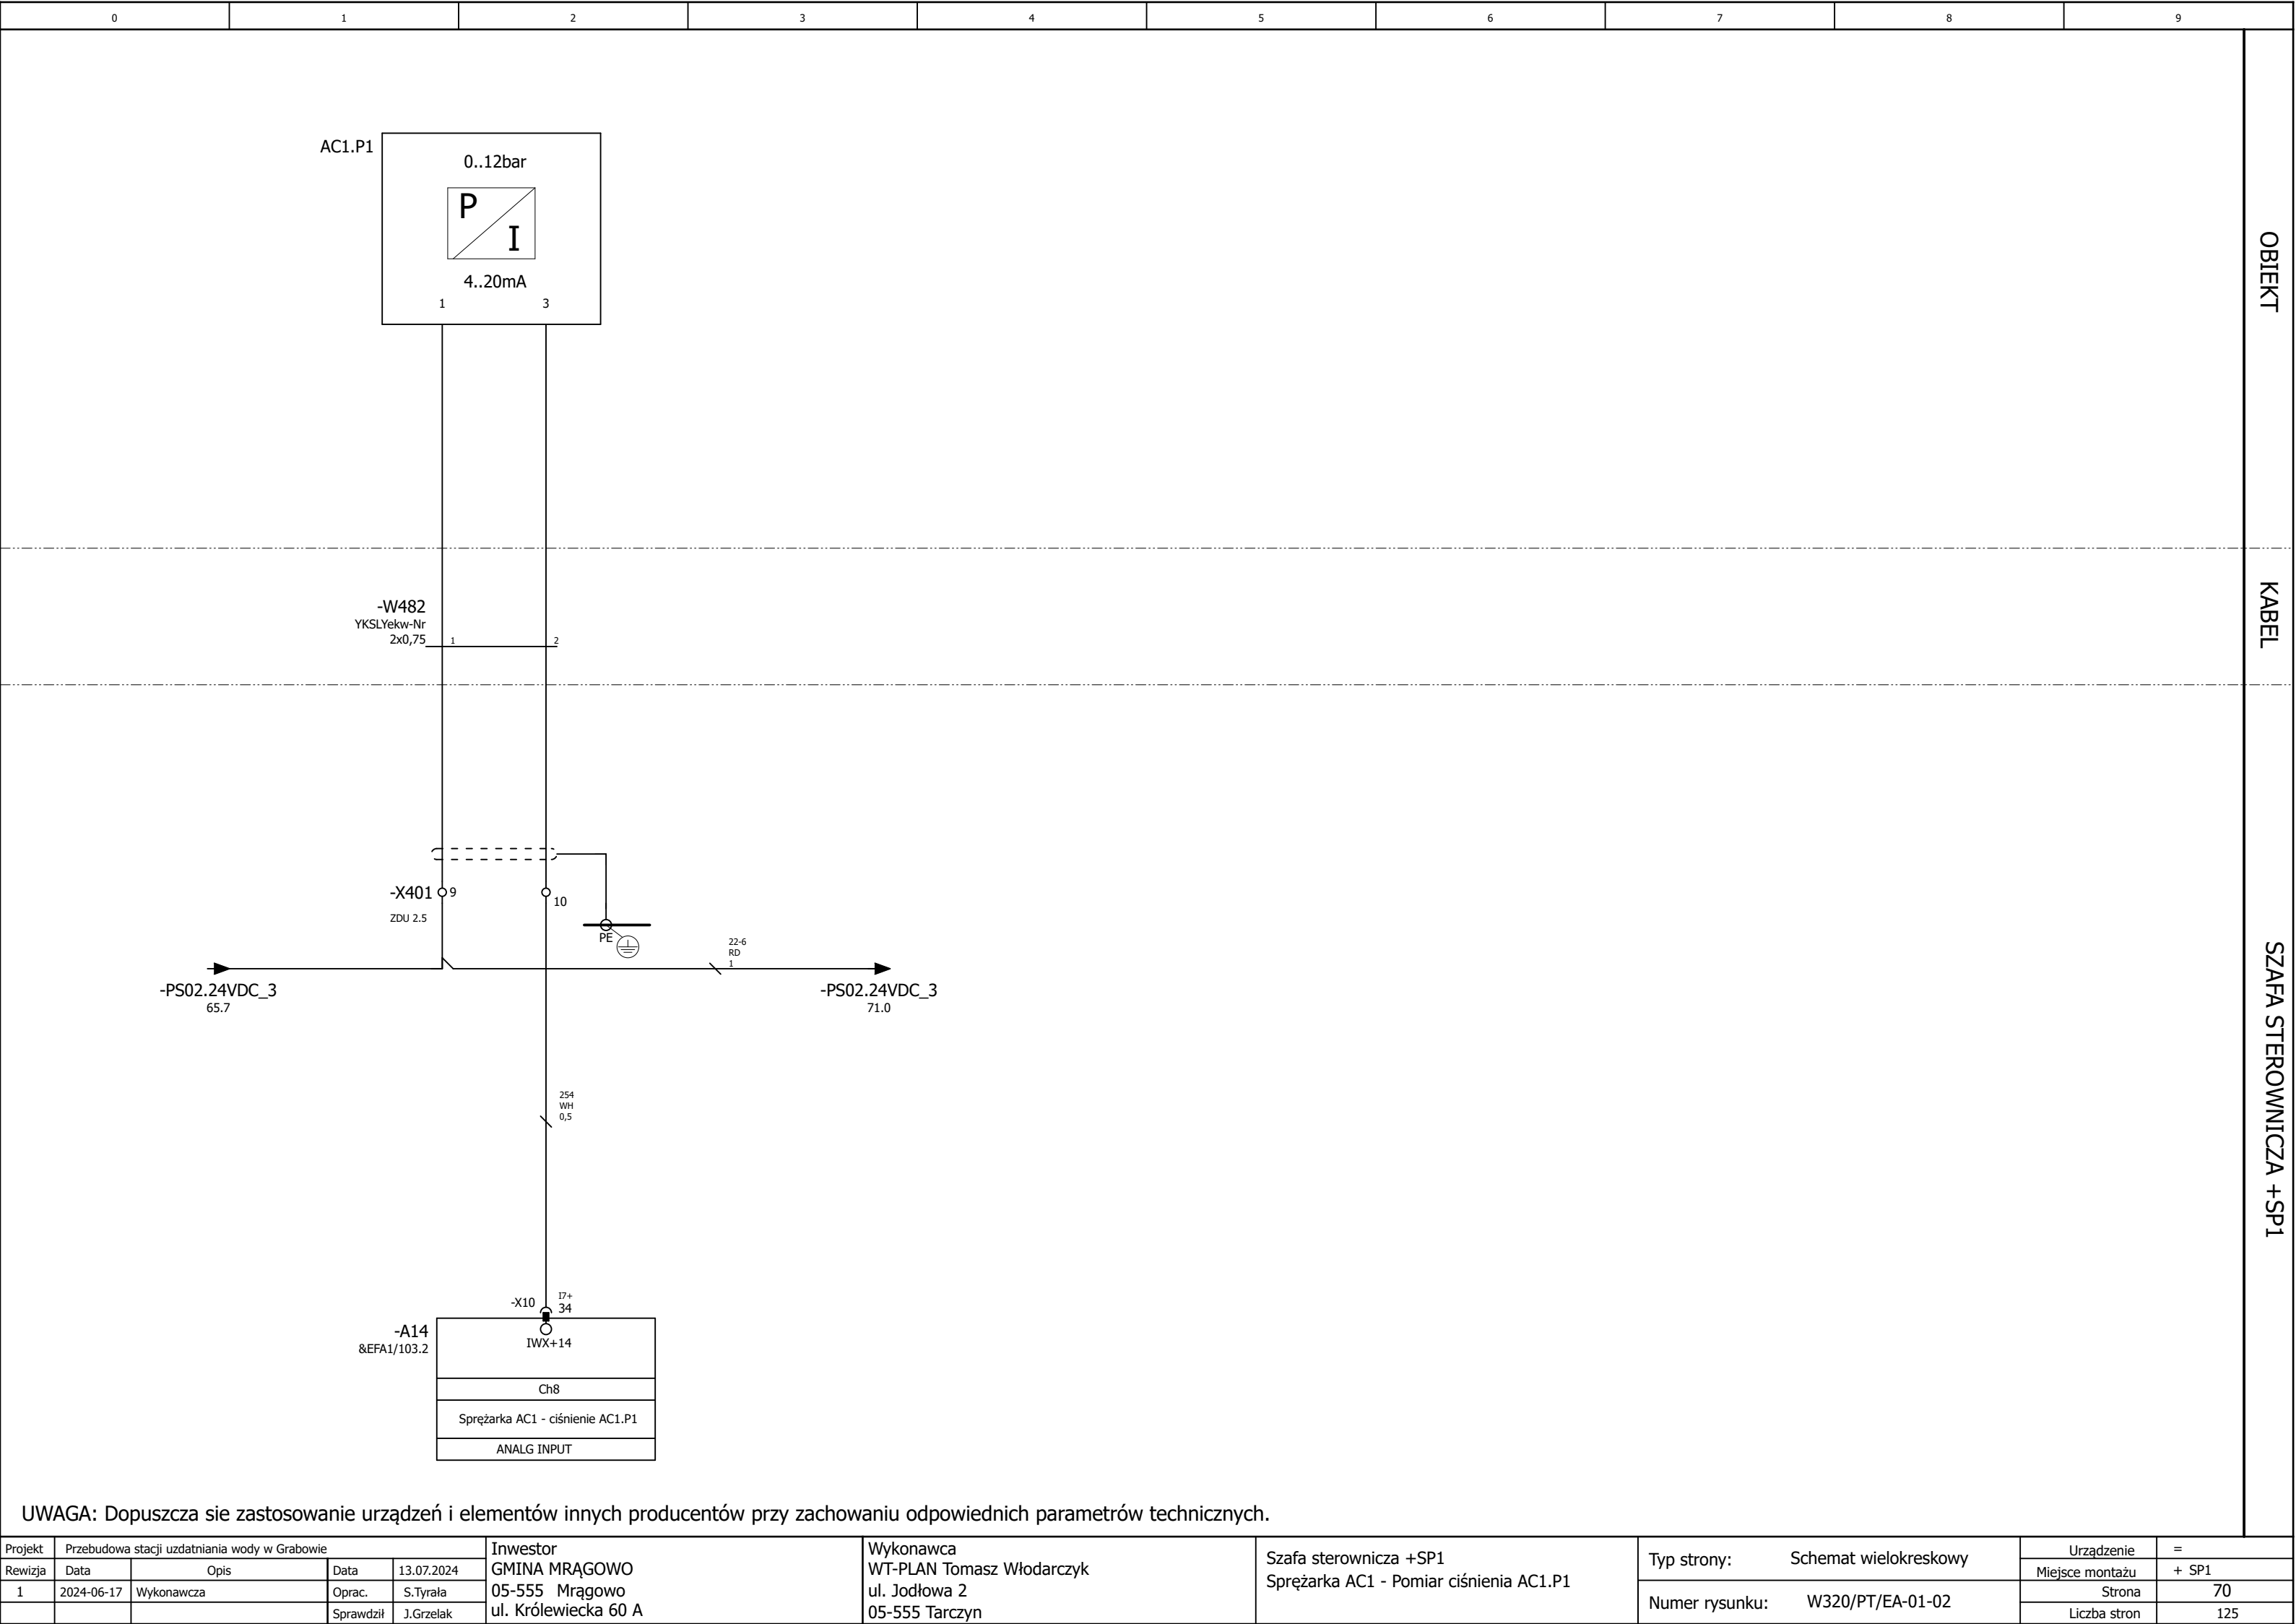 0 1 2 3 4 5 6 7 8 9
AC1.P1
0..12bar
P
I
4..20mA
1 3
OBIEKT
-W482
YKSLYekw-Nr
2x0,75
1 2
KABEL
-X401 9
10
ZDU 2.5
PE
22-6
RD
1
-PS02.24VDC_3
65.7
-PS02.24VDC_3
71.0
SZAFA STEROWNICZA +SP1
254
WH
0,5
-X10
I7+
34
-A14
&EFA1/103.2
IWX+14
Ch8
Sprężarka AC1 - ciśnienie AC1.P1
ANALG INPUT
UWAGA: Dopuszcza sie zastosowanie urządzeń i elementów innych producentów przy zachowaniu odpowiednich parametrów technicznych.
Projekt Przebudowa stacji uzdatniania wody w Grabowie
Rewizja Data Opis Data 13.07.2024
1 2024-06-17 Wykonawcza Oprac. S.Tyrała
Sprawdził J.Grzelak
Inwestor
GMINA MRĄGOWO
05-555 Mrągowo
ul. Królewiecka 60 A
Wykonawca
WT-PLAN Tomasz Włodarczyk
ul. Jodłowa 2
05-555 Tarczyn
Szafa sterownicza +SP1
Sprężarka AC1 - Pomiar ciśnienia AC1.P1
Typ strony: Schemat wielokreskowy
Numer rysunku: W320/PT/EA-01-02
Urządzenie =
Miejsce montażu + SP1
Strona 70
Liczba stron 125